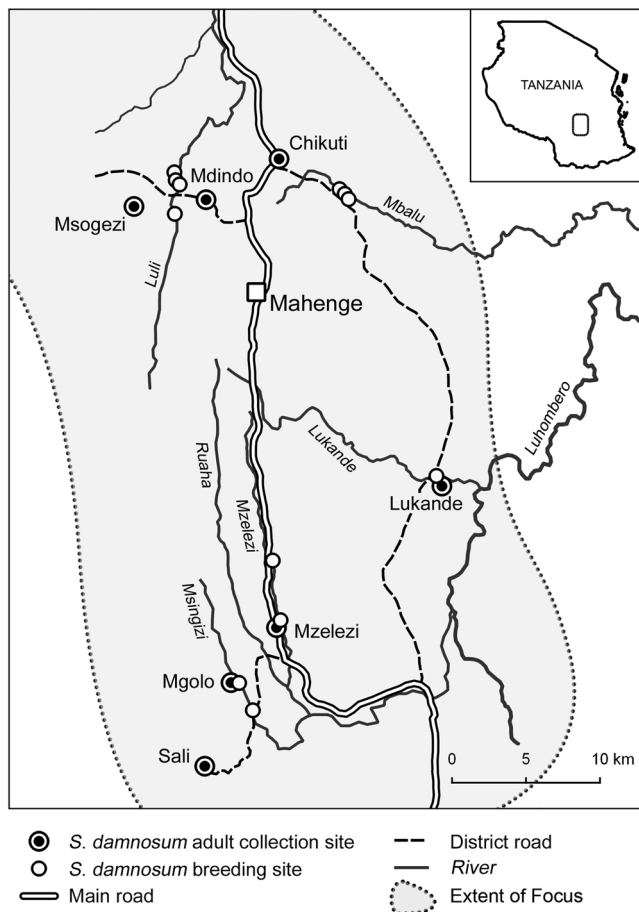 TANZANIA
Chikuti
Mdindo
Msogezi
Mbalu
Luli
Mahenge
Luhombero
Ruaha
Lukande
Mzelezi
Lukande
Msingizi
Mzelezi
Mgolo
Sali
0 5 10 km
S. damnosum adult collection site
District road
S. damnosum breeding site
River
Main road
Extent of Focus